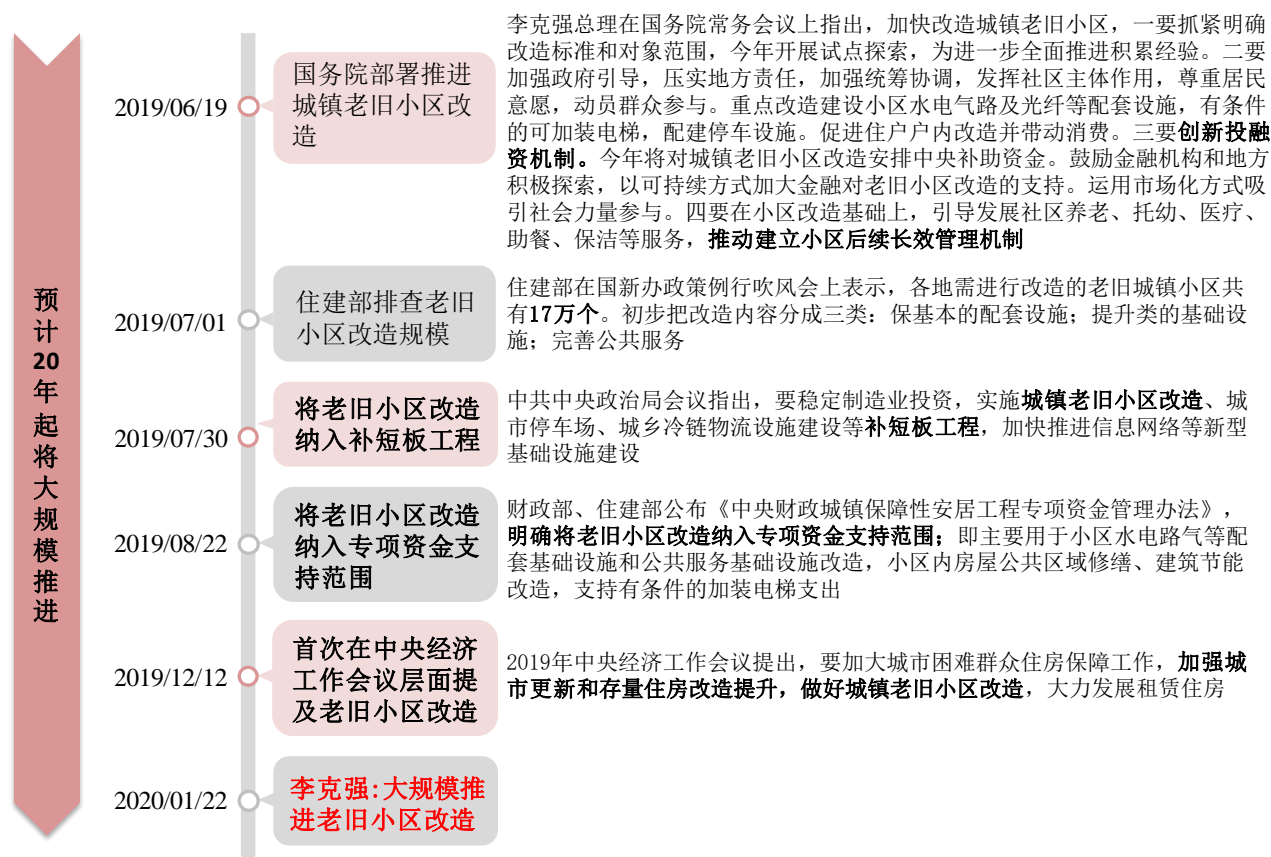 预
计
20
年
起
将
大
规
模
推
进
2019/06/19
国务院部署推进
城镇老旧小区改
造
李克强总理在国务院常务会议上指出，加快改造城镇老旧小区，一要抓紧明确
改造标准和对象范围，今年开展试点探索，为进一步全面推进积累经验。二要
加强政府引导，压实地方责任，加强统筹协调，发挥社区主体作用，尊重居民
意愿，动员群众参与。重点改造建设小区水电气路及光纤等配套设施，有条件
的可加装电梯，配建停车设施。促进住户户内改造并带动消费。三要创新投融
资机制。今年将对城镇老旧小区改造安排中央补助资金。鼓励金融机构和地方
积极探索，以可持续方式加大金融对老旧小区改造的支持。运用市场化方式吸
引社会力量参与。四要在小区改造基础上，引导发展社区养老、托幼、医疗、
助餐、保洁等服务，推动建立小区后续长效管理机制
2019/07/01
住建部排查老旧
小区改造规模
住建部在国新办政策例行吹风会上表示，各地需进行改造的老旧城镇小区共
有17万个。初步把改造内容分成三类：保基本的配套设施；提升类的基础设
施；完善公共服务
2019/07/30
将老旧小区改造
纳入补短板工程
中共中央政治局会议指出，要稳定制造业投资，实施城镇老旧小区改造、城
市停车场、城乡冷链物流设施建设等补短板工程，加快推进信息网络等新型
基础设施建设
2019/08/22
将老旧小区改造
纳入专项资金支
持范围
财政部、住建部公布《中央财政城镇保障性安居工程专项资金管理办法》，
明确将老旧小区改造纳入专项资金支持范围；即主要用于小区水电路气等配
套基础设施和公共服务基础设施改造，小区内房屋公共区域修缮、建筑节能
改造，支持有条件的加装电梯支出
2019/12/12
首次在中央经济
工作会议层面提
及老旧小区改造
2019年中央经济工作会议提出，要加大城市困难群众住房保障工作，加强城
市更新和存量住房改造提升，做好城镇老旧小区改造，大力发展租赁住房
2020/01/22
李克强:大规模推
进老旧小区改造